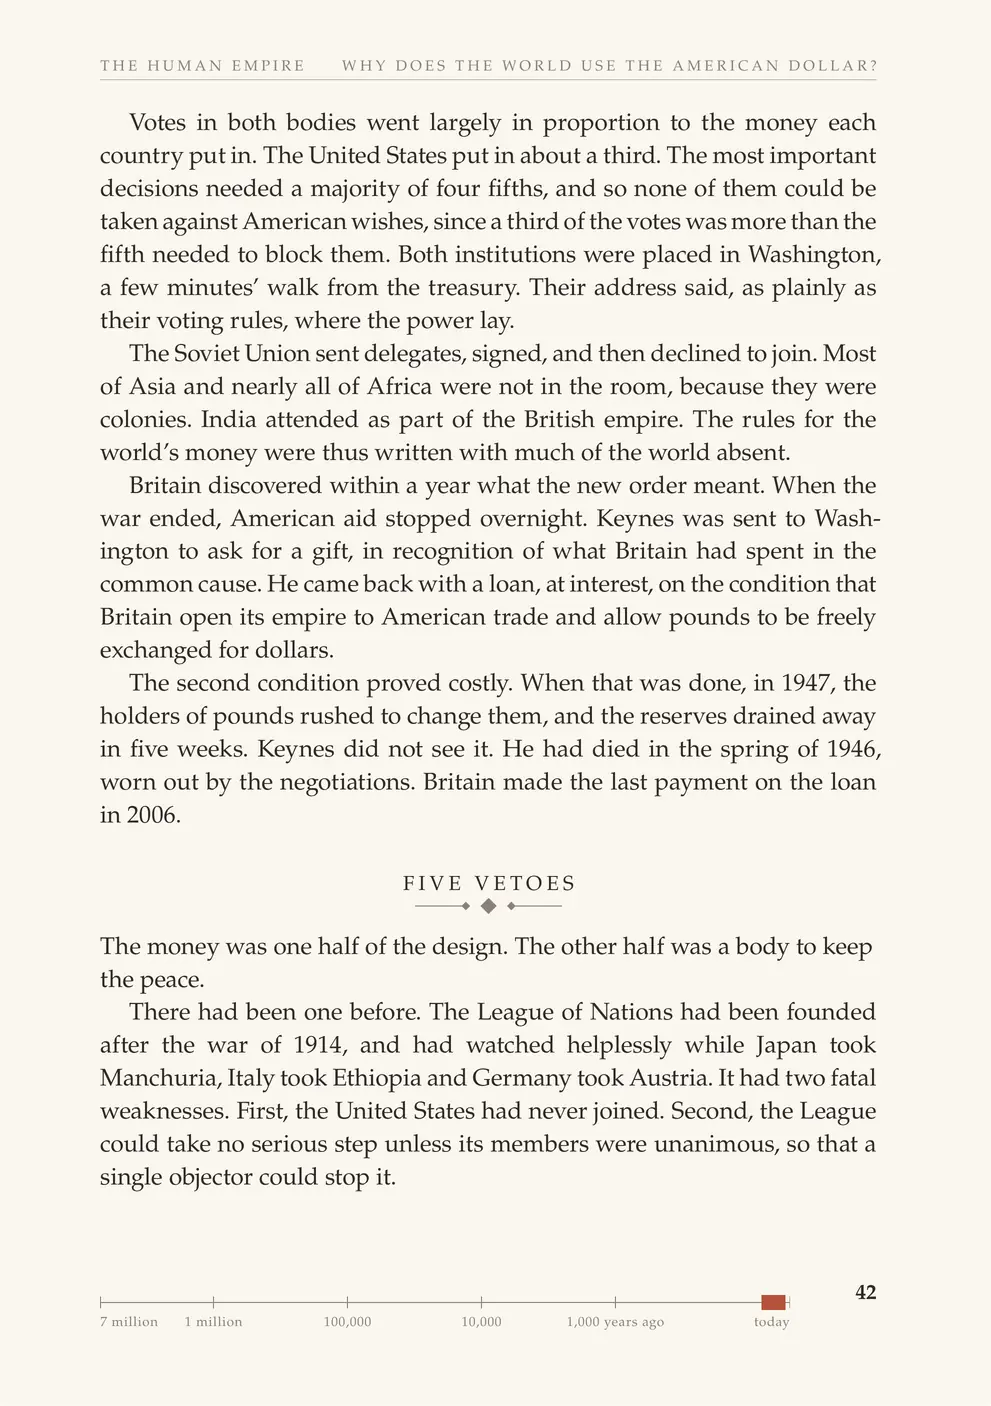 THE HUMAN EMPIRE WHY DOES THE WORLD USE THE AMERICAN DOLLAR?
Votes in both bodies went largely in proportion to the money each
country put in. The United States put in about a third. The most important
decisions needed a majority of four fifths, and so none of them could be
taken against American wishes, since a third of the votes was more than the
fifth needed to block them. Both institutions were placed in Washington,
a few minutes’ walk from the treasury. Their address said, as plainly as
their voting rules, where the power lay.
The Soviet Union sent delegates, signed, and then declined to join. Most
of Asia and nearly all of Africa were not in the room, because they were
colonies. India attended as part of the British empire. The rules for the
world’s money were thus written with much of the world absent.
Britain discovered within a year what the new order meant. When the
war ended, American aid stopped overnight. Keynes was sent to Wash-
ington to ask for a gift, in recognition of what Britain had spent in the
common cause. He came back with a loan, at interest, on the condition that
Britain open its empire to American trade and allow pounds to be freely
exchanged for dollars.
The second condition proved costly. When that was done, in 1947, the
holders of pounds rushed to change them, and the reserves drained away
in five weeks. Keynes did not see it. He had died in the spring of 1946,
worn out by the negotiations. Britain made the last payment on the loan
in 2006.
FIVE VETOES
The money was one half of the design. The other half was a body to keep
the peace.
There had been one before. The League of Nations had been founded
after the war of 1914, and had watched helplessly while Japan took
Manchuria, Italy took Ethiopia and Germany took Austria. It had two fatal
weaknesses. First, the United States had never joined. Second, the League
could take no serious step unless its members were unanimous, so that a
single objector could stop it.
42
7 million 1 million 100,000 10,000 1,000 years ago today